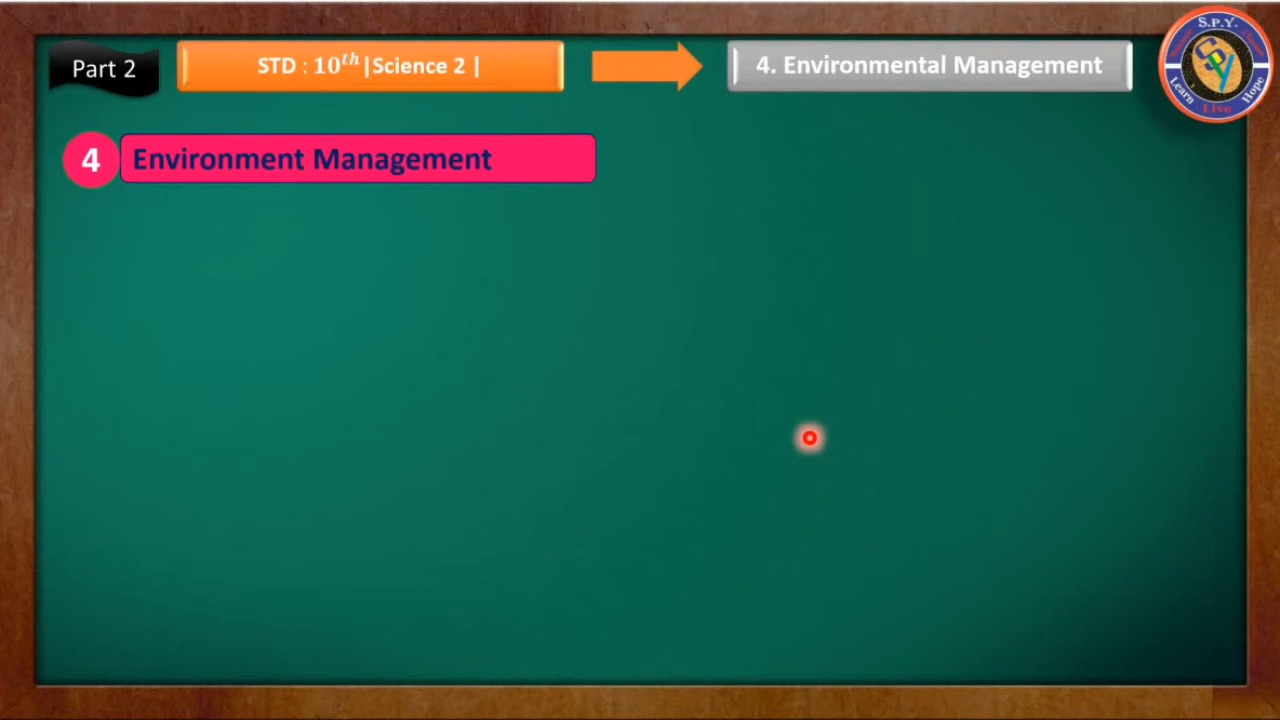 Part 2
STD : 10th |Science 2 |
4. Environmental Management
S.P.Y.
Learn
Live
Hope
4
Environment Management